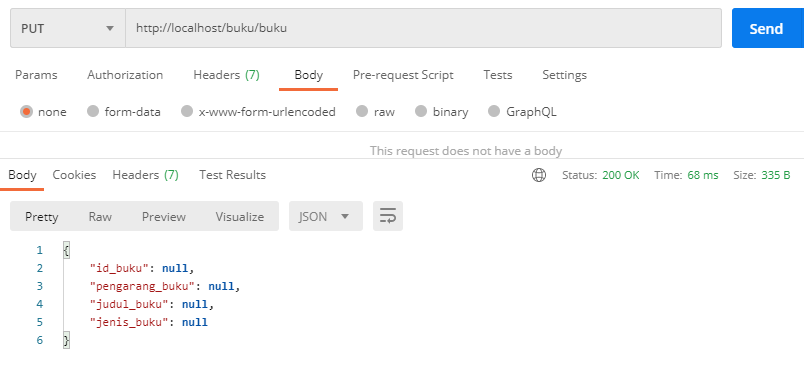 PUT http://localhost/buku/buku Send
Params Authorization Headers (7) Body Pre-request Script Tests Settings
none form-data x-www-form-urlencoded raw binary GraphQL
This request does not have a body
Body Cookies Headers (7) Test Results Status: 200 OK Time: 68 ms Size: 335 B
Pretty Raw Preview Visualize JSON
1 {
2 "id_buku": null,
3 "pengarang_buku": null,
4 "judul_buku": null,
5 "jenis_buku": null
6 }